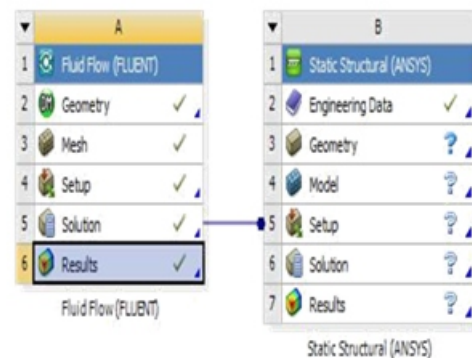 A
1 Fluid Flow (FLUENT)
2 Geometry
3 Mesh
4 Setup
5 Solution
6 Results
Fluid Flow (FLUENT)
B
1 Static Structural (ANSYS)
2 Engineering Data
3 Geometry ?
4 Model ?
5 Setup ?
6 Solution ?
7 Results ?
Static Structural (ANSYS)